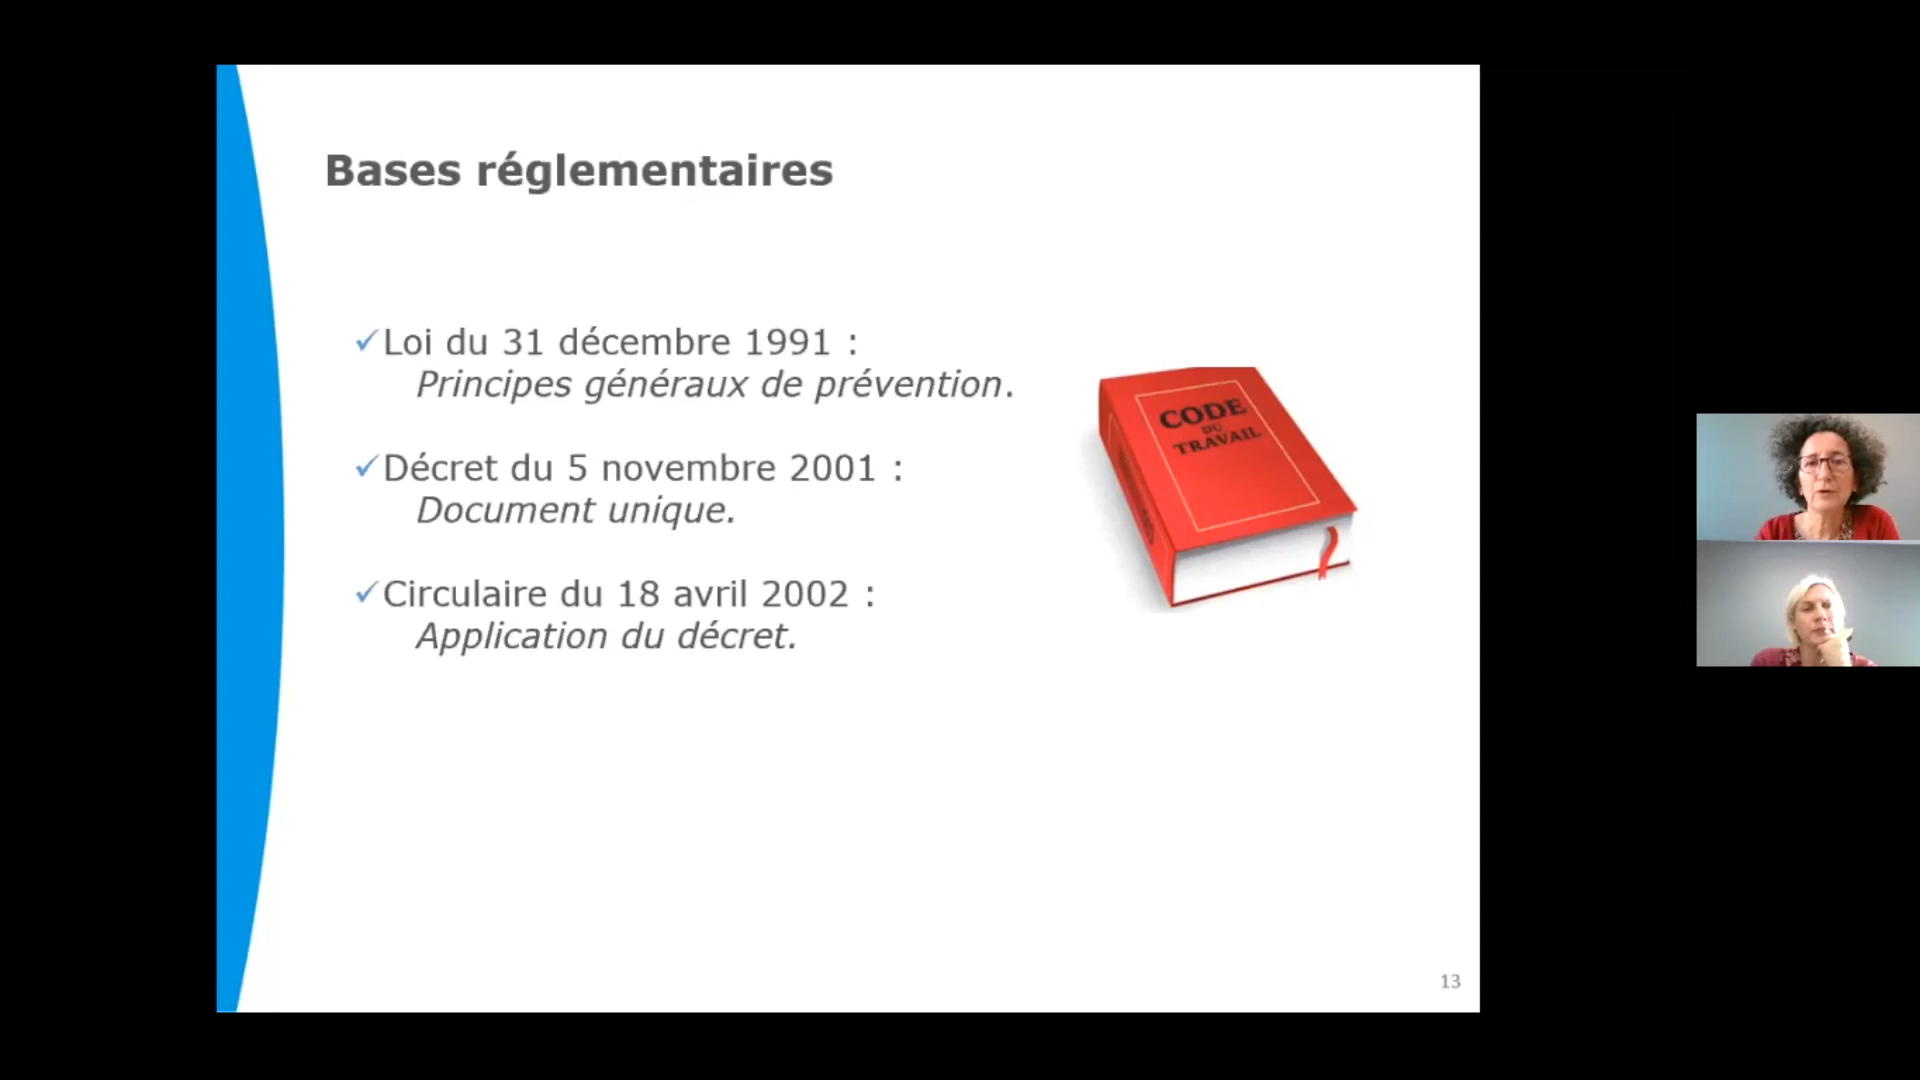 Bases réglementaires
✓Loi du 31 décembre 1991 :
Principes généraux de prévention.
✓Décret du 5 novembre 2001 :
Document unique.
✓Circulaire du 18 avril 2002 :
Application du décret.
CODE
DU
TRAVAIL
13